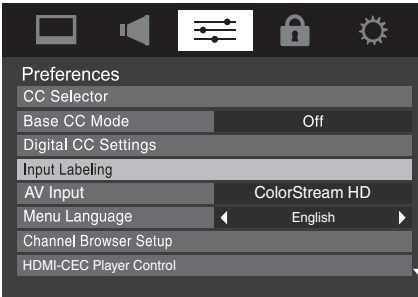 Preferences
CC Selector
Base CC Mode Off
Digital CC Settings
Input Labeling
AV Input ColorStream HD
Menu Language English
Channel Browser Setup
HDMI-CEC Player Control